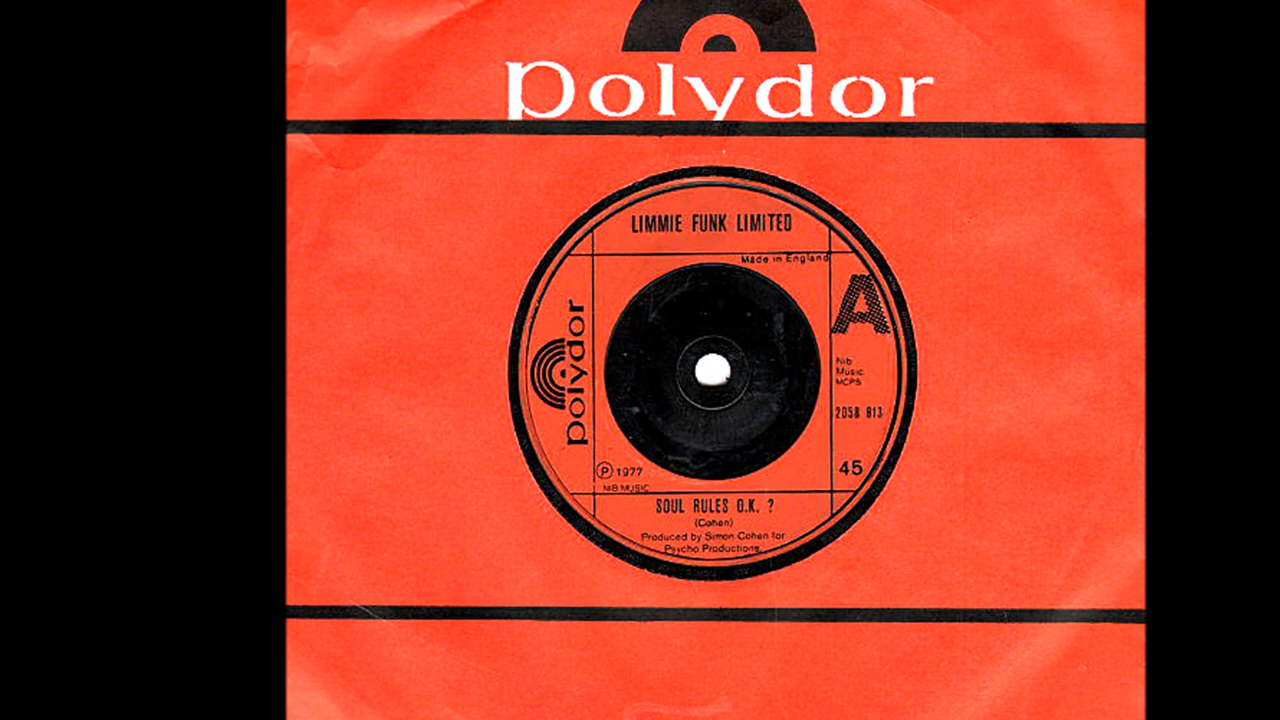 polydor
LIMMIE FUNK LIMITED
Made in England
A
polydor
Nib
Music
MCPS
2058 913
45
Ⓟ 1977
NIB MUSIC
SOUL RULES O.K. ?
(Cohen)
Produced by Simon Cohen for
Psycho Productions.